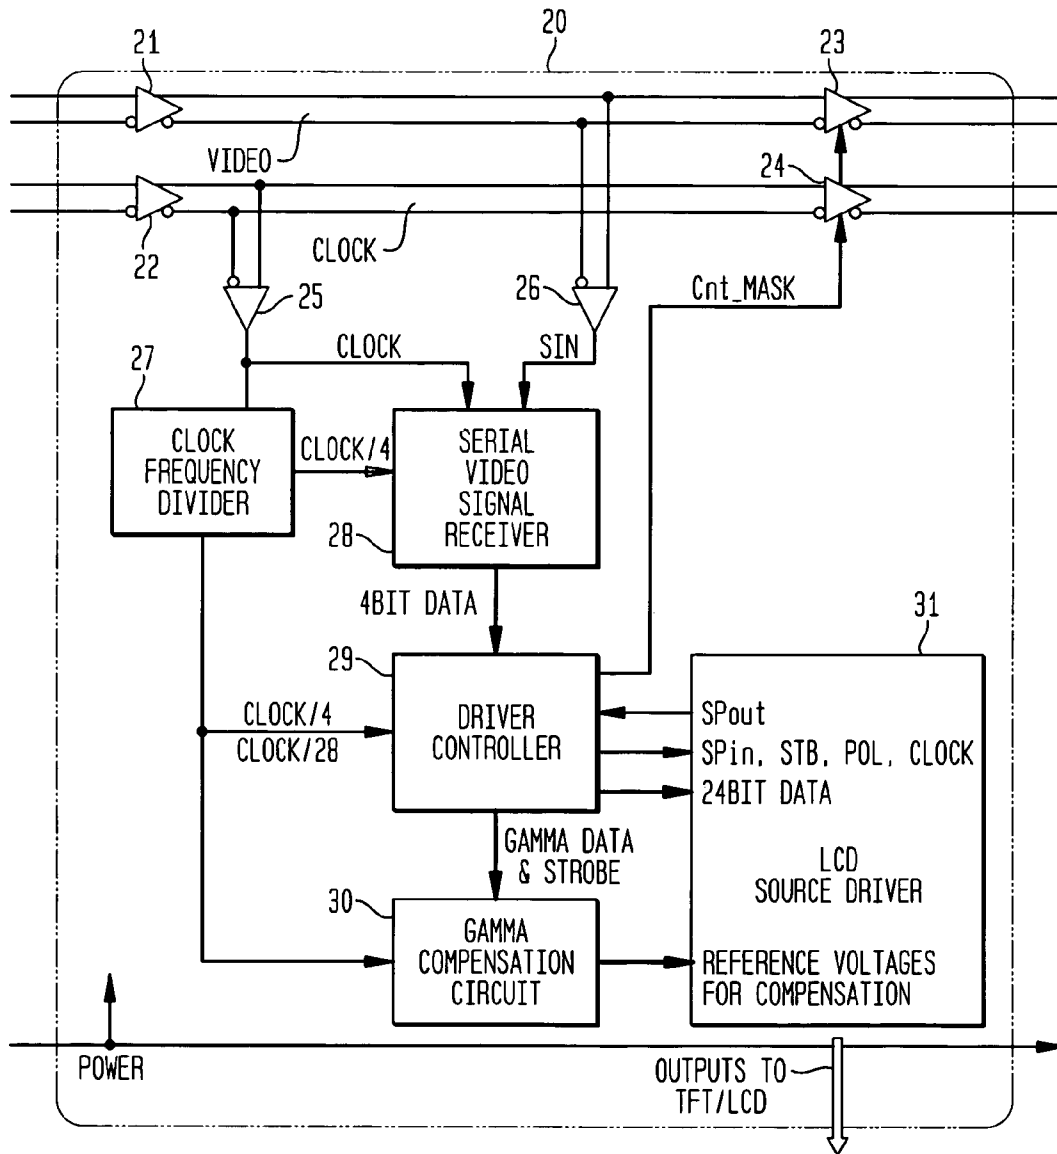 20
21
23
VIDEO
24
22
CLOCK
25
26
Cnt_MASK
CLOCK
SIN
27
CLOCK
FREQUENCY
DIVIDER
CLOCK/4
SERIAL
VIDEO
SIGNAL
RECEIVER
28
4BIT DATA
31
29
DRIVER
CONTROLLER
CLOCK/4
CLOCK/28
SPout
SPin, STB, POL, CLOCK
24BIT DATA
GAMMA DATA
& STROBE
LCD
SOURCE DRIVER
30
GAMMA
COMPENSATION
CIRCUIT
REFERENCE VOLTAGES
FOR COMPENSATION
POWER
OUTPUTS TO
TFT/LCD